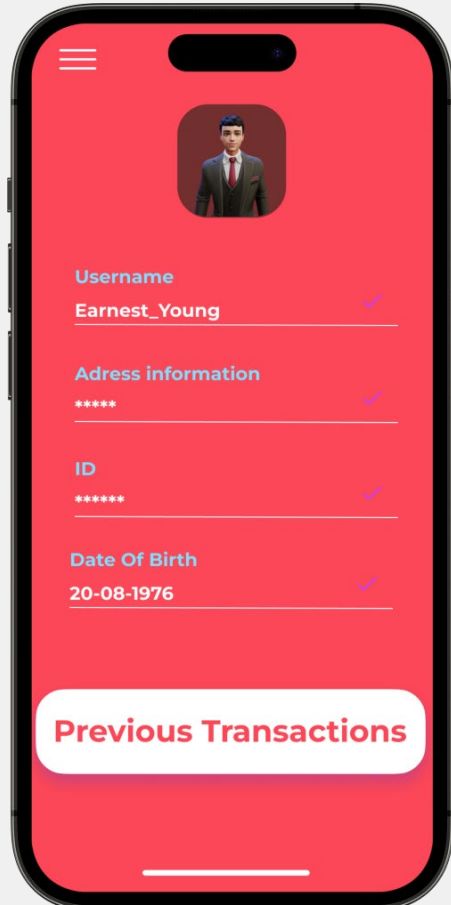 Username
Earnest_Young
Adress information
*****
ID
******
Date Of Birth
20-08-1976
Previous Transactions